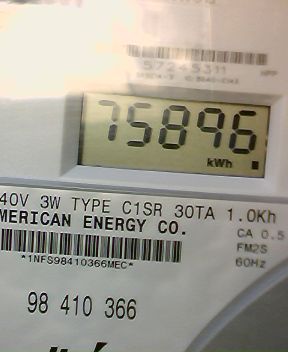 57245311
75896
kWh
40V 3W TYPE C1SR 30TA 1.0Kh
MERICAN ENERGY CO.
CA 0.5
*1NFS98410366MEC*
FM2S
60Hz
98 410 366